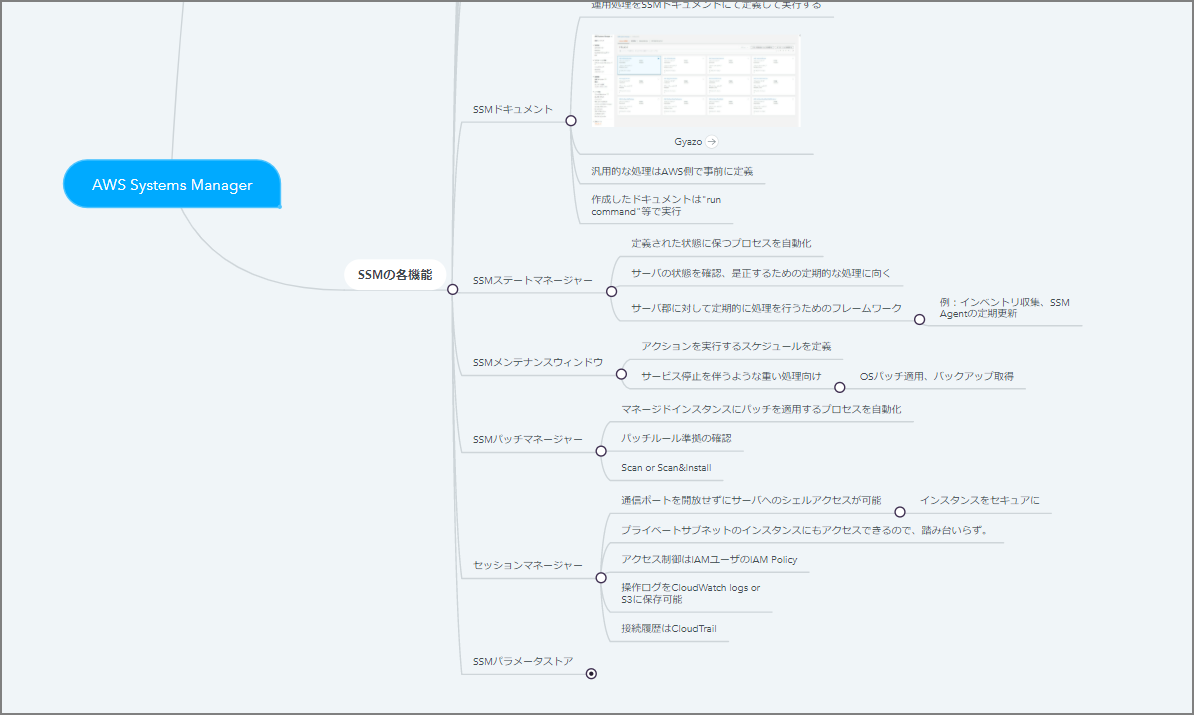 運用処理をSSMドキュメントにて定義して実行する
SSMドキュメント
Gyazo
汎用的な処理はAWS側で事前に定義
作成したドキュメントは"run
command"等で実行
AWS Systems Manager
SSMの各機能
定義された状態に保つプロセスを自動化
SSMステートマネージャー
サーバの状態を確認、是正するための定期的な処理に向く
サーバ郡に対して定期的に処理を行うためのフレームワーク
例：インベントリ収集、SSM
Agentの定期更新
アクションを実行するスケジュールを定義
SSMメンテナンスウィンドウ
サービス停止を伴うような重い処理向け
OSパッチ適用、バックアップ取得
マネージドインスタンスにパッチを適用するプロセスを自動化
SSMパッチマネージャー
パッチルール準拠の確認
Scan or Scan&Install
通信ポートを開放せずにサーバへのシェルアクセスが可能
インスタンスをセキュアに
プライベートサブネットのインスタンスにもアクセスできるので、踏み台いらず。
セッションマネージャー
アクセス制御はIAMユーザのIAM Policy
操作ログをCloudWatch logs or
S3に保存可能
接続履歴はCloudTrail
SSMパラメータストア